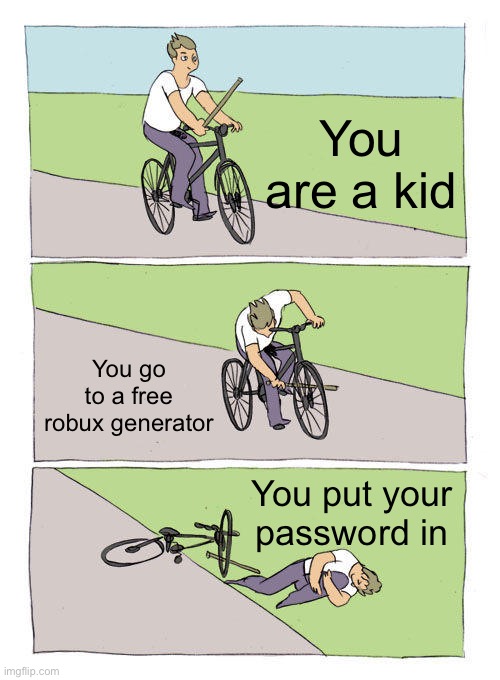 You
are a kid
You go
to a free
robux generator
You put your
password in
imgflip.com